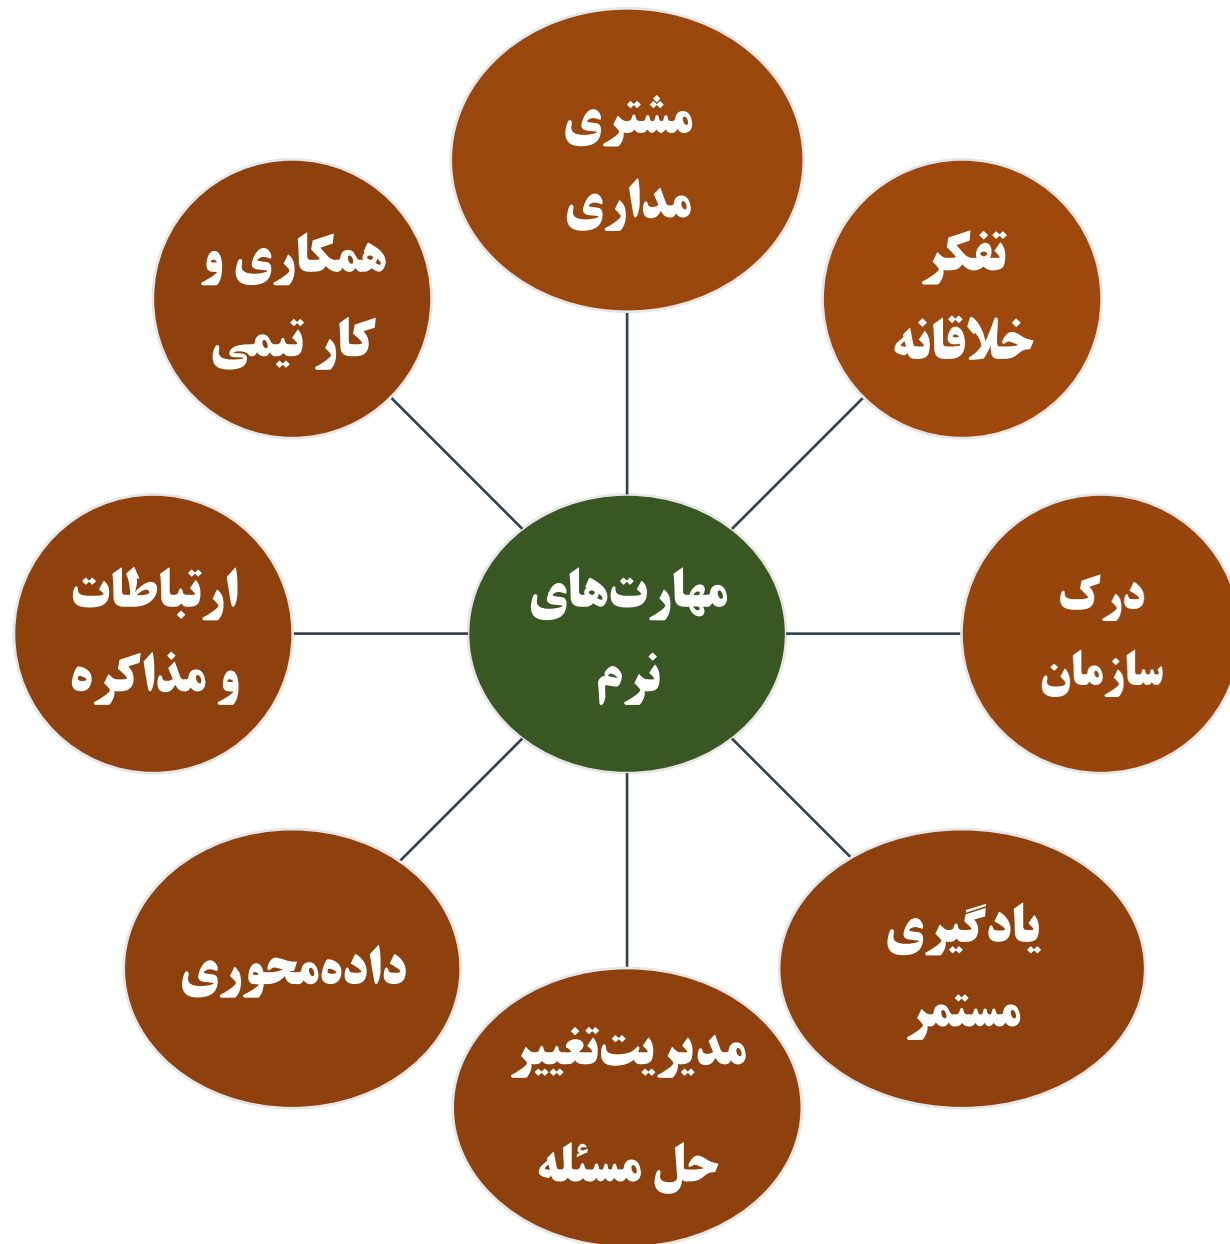 مشتری
مداری
تفکر
خلاقانه
همکاری و
کار تیمی
درک
سازمان
مهارت‌های
نرم
ارتباطات
و مذاکره
یادگیری
مستمر
داده‌محوری
مدیریت‌تغییر
حل مسئله